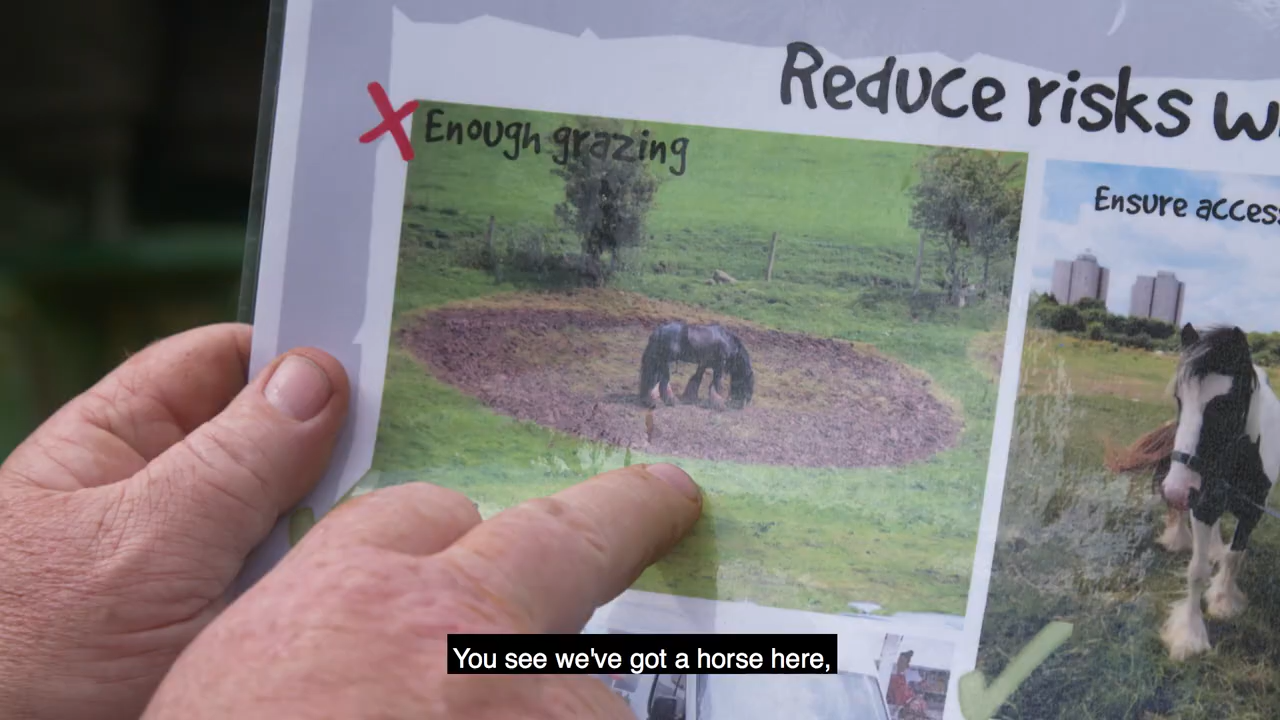 Reduce risks w
Enough grazing
Ensure acces
You see we've got a horse here,